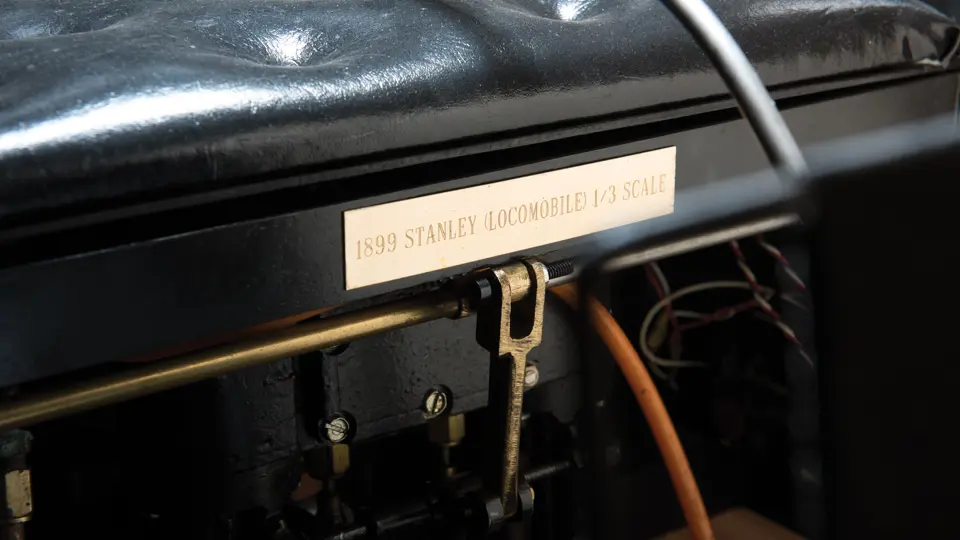 1899 STANLEY (LOCOMOBILE) 1/3 SCALE